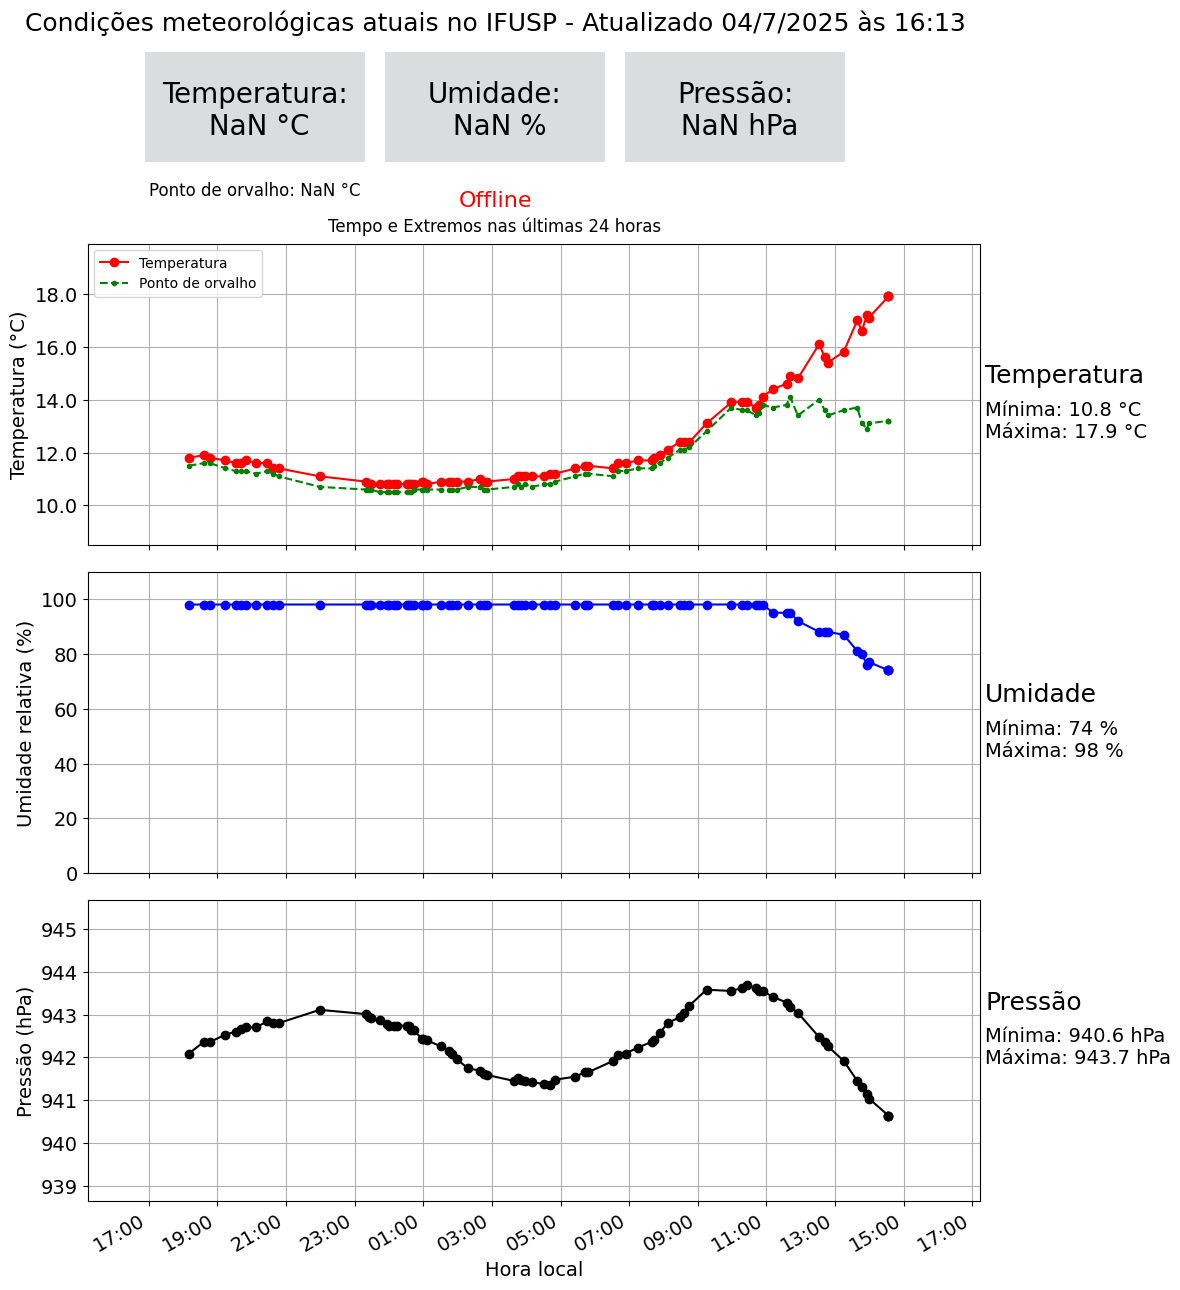 Condições meteorológicas atuais no IFUSP - Atualizado 04/7/2025 às 16:13
Temperatura:
NaN °C
Umidade:
NaN %
Pressão:
NaN hPa
Ponto de orvalho: NaN °C
Offline
Tempo e Extremos nas últimas 24 horas
Temperatura
Ponto de orvalho
Temperatura (°C)
18.0
16.0
14.0
12.0
10.0
Temperatura
Mínima: 10.8 °C
Máxima: 17.9 °C
Umidade relativa (%)
100
80
60
40
20
0
Umidade
Mínima: 74 %
Máxima: 98 %
Pressão (hPa)
945
944
943
942
941
940
939
Pressão
Mínima: 940.6 hPa
Máxima: 943.7 hPa
17:00
19:00
21:00
23:00
01:00
03:00
05:00
07:00
09:00
11:00
13:00
15:00
17:00
Hora local